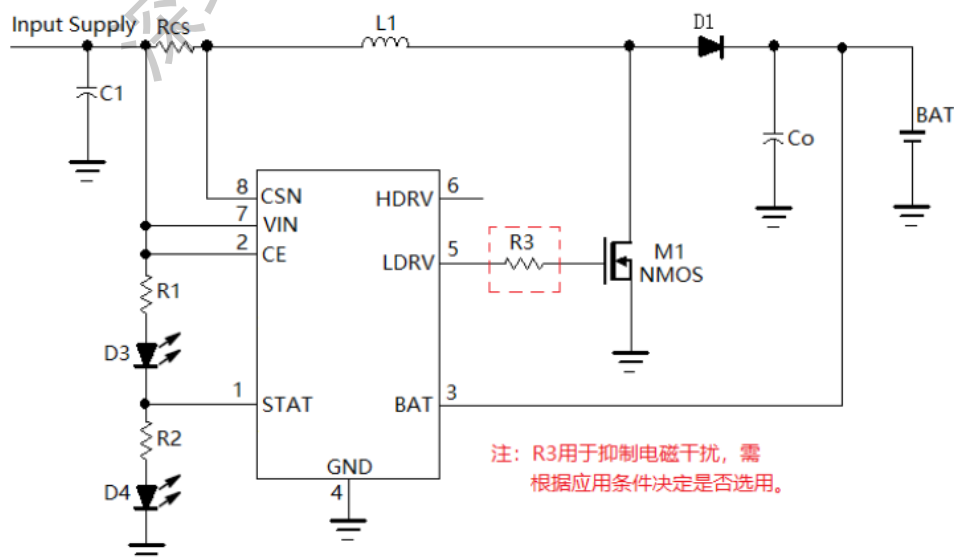 Input Supply
Rcs
L1
D1
C1
Co
BAT
8
CSN
HDRV
6
7
VIN
2
CE
R3
5
LDRV
M1
NMOS
R1
D3
1
STAT
BAT
3
R2
D4
GND
4
注：R3用于抑制电磁干扰，需
根据应用条件决定是否选用。